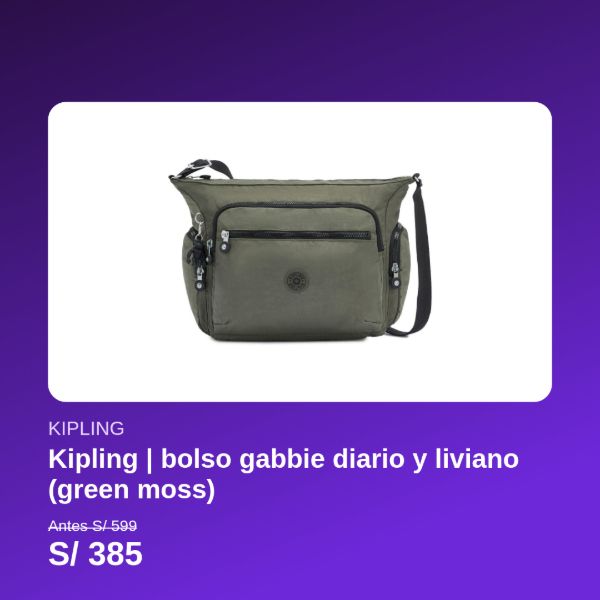 KIPLING
Kipling | bolso gabbie diario y liviano
(green moss)
Antes S/ 599
S/ 385